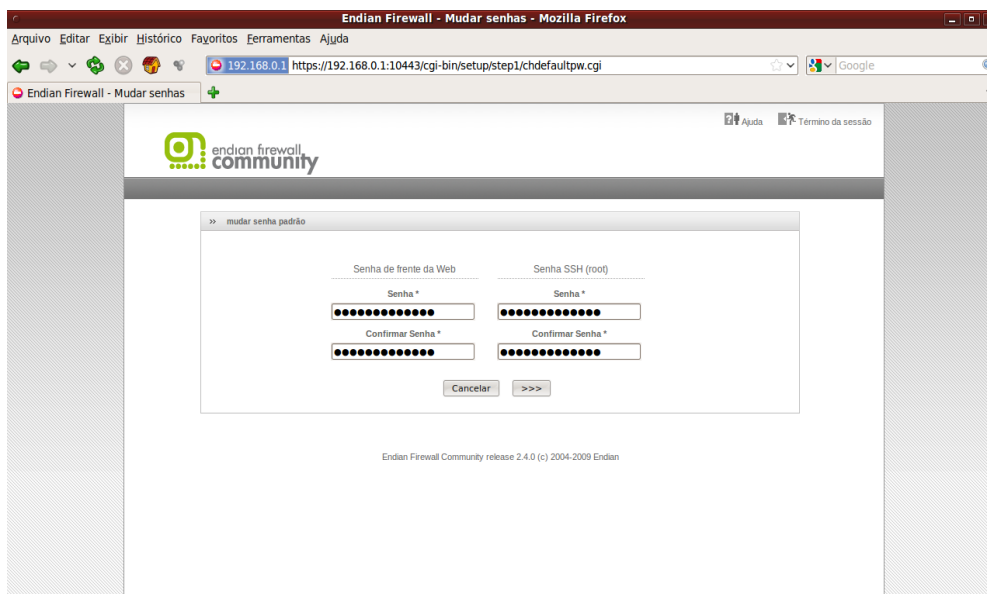 Endian Firewall - Mudar senhas - Mozilla Firefox
Arquivo Editar Exibir Histórico Favoritos Ferramentas Ajuda
192.168.0.1 https://192.168.0.1:10443/cgi-bin/setup/step1/chdefaultpw.cgi Google
Endian Firewall - Mudar senhas
Ajuda Término da sessão
endian firewall
community
>> mudar senha padrão
Senha de frente da Web Senha SSH (root)
Senha * Senha *
●●●●●●●●●●●●● ●●●●●●●●●●●●●
Confirmar Senha * Confirmar Senha *
●●●●●●●●●●●●● ●●●●●●●●●●●●●
Cancelar >>>
Endian Firewall Community release 2.4.0 (c) 2004-2009 Endian